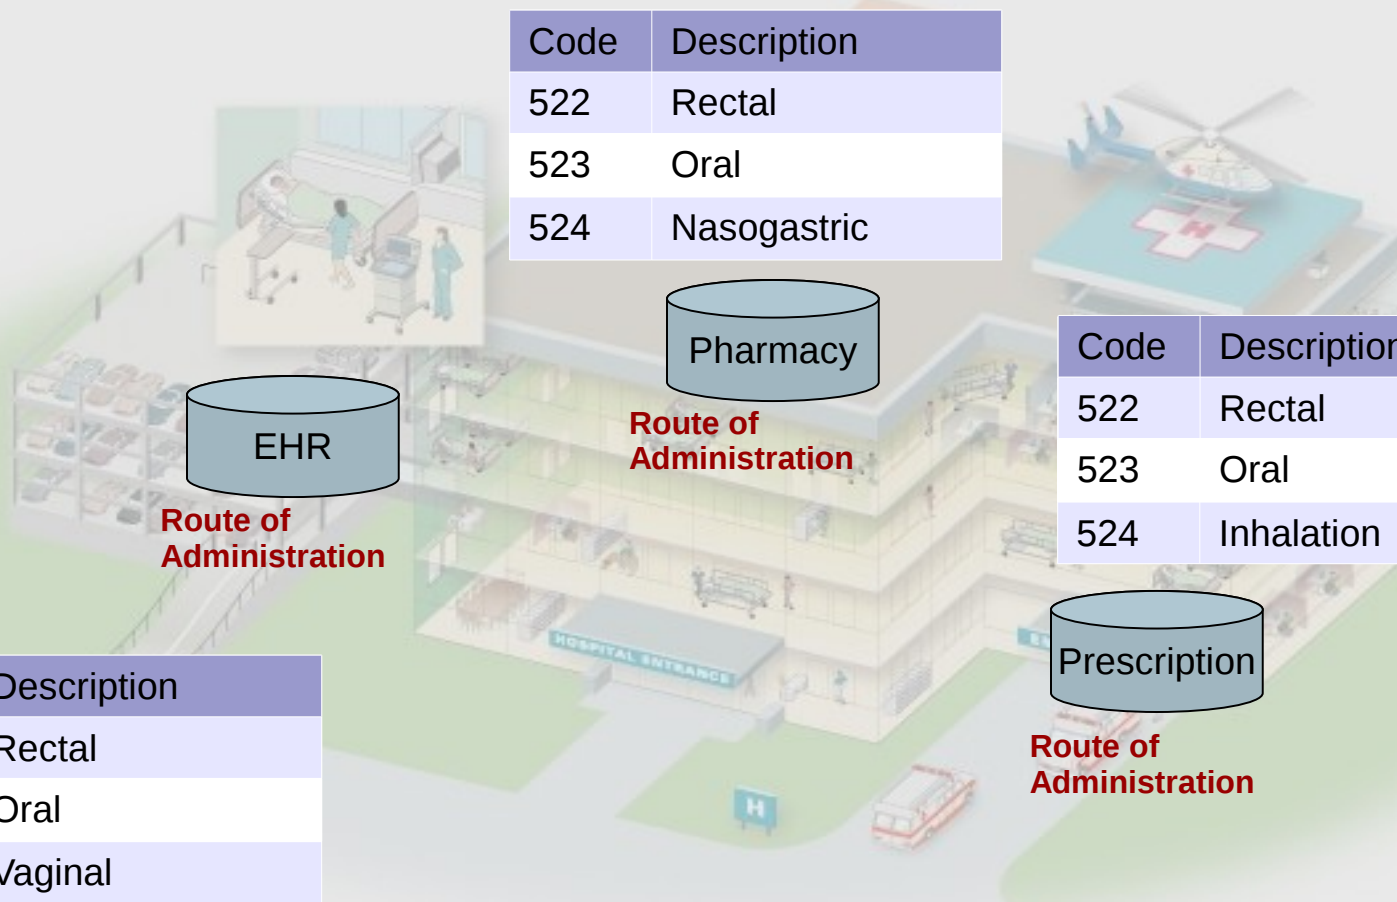 Code Description
522 Rectal
523 Oral
524 Nasogastric
Pharmacy
Route of
Administration
EHR
Route of
Administration
Code Description
522 Rectal
523 Oral
524 Inhalation
Prescription
Route of
Administration
Description
Rectal
Oral
Vaginal
HOSPITAL ENTRANCE
H
H